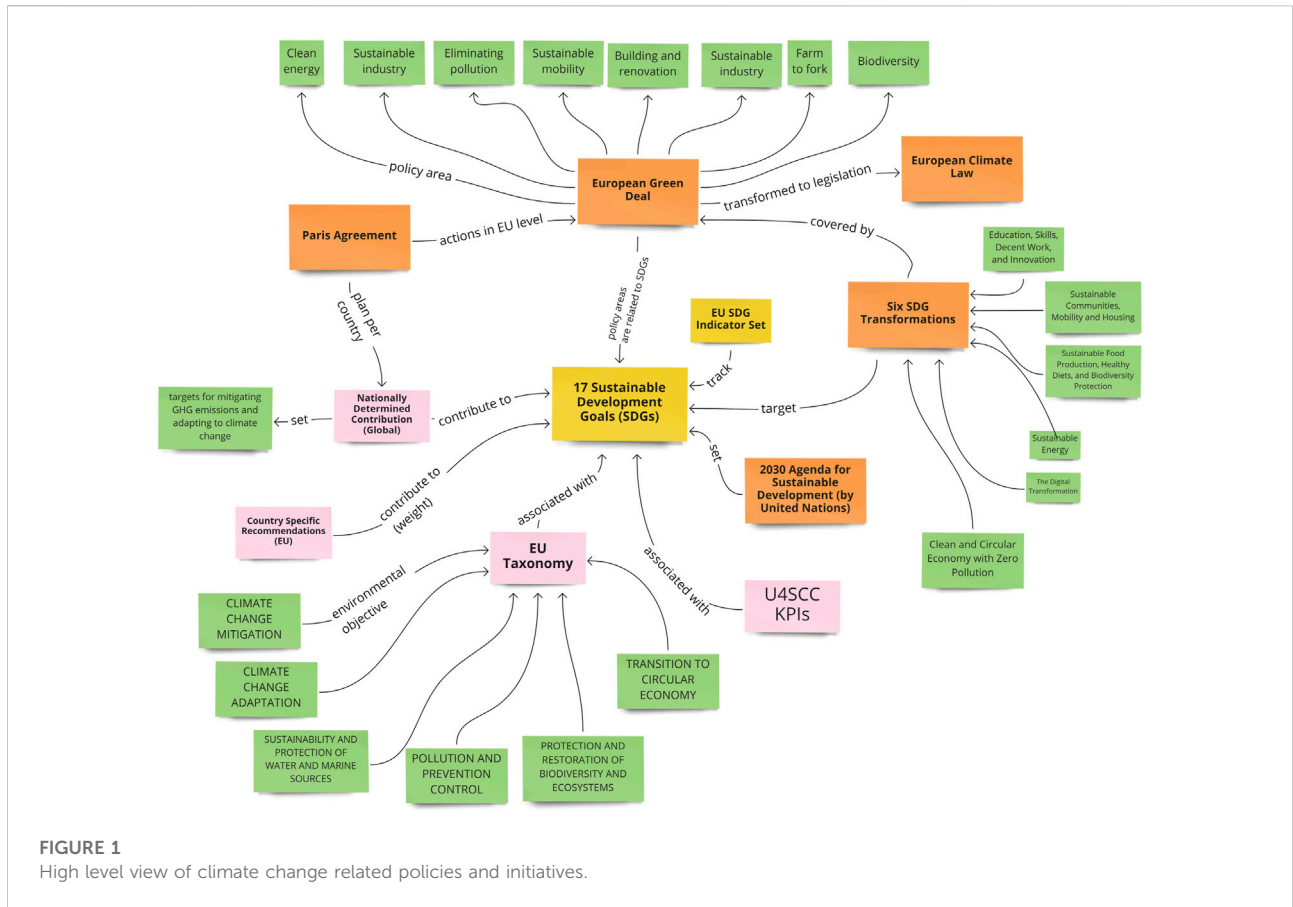 Clean
energy
Sustainable
industry
Eliminating
pollution
Sustainable
mobility
Building and
renovation
Sustainable
industry
Farm
to fork
Biodiversity
policy area
European Green
Deal
transformed to legislation
European Climate
Law
Paris Agreement
actions in EU level
covered by
Education, Skills,
Decent Work,
and Innovation
plan per
country
policy areas
are related to SDGs
EU SDG
Indicator Set
Six SDG
Transformations
Sustainable
Communities,
Mobility and Housing
Sustainable Food
Production, Healthy
Diets, and Biodiversity
Protection
track
targets for mitigating
GHG emissions and
adapting to climate
change
set
Nationally
Determined
Contribution
(Global)
contribute to
17 Sustainable
Development
Goals (SDGs)
target
Sustainable
Energy
set
2030 Agenda for
Sustainable
Development (by
United Nations)
The Digital
Transformation
Country Specific
Recommendations
(EU)
contribute to
(weight)
associated with
EU
Taxonomy
associated with
Clean and Circular
Economy with Zero
Pollution
U4SCC
KPIs
environmental
objective
CLIMATE
CHANGE
MITIGATION
CLIMATE
CHANGE
ADAPTATION
TRANSITION TO
CIRCULAR
ECONOMY
SUSTAINABILITY AND
PROTECTION OF
WATER AND MARINE
SOURCES
POLLUTION AND
PREVENTION
CONTROL
PROTECTION AND
RESTORATION OF
BIODIVERSITY AND
ECOSYSTEMS
FIGURE 1
High level view of climate change related policies and initiatives.